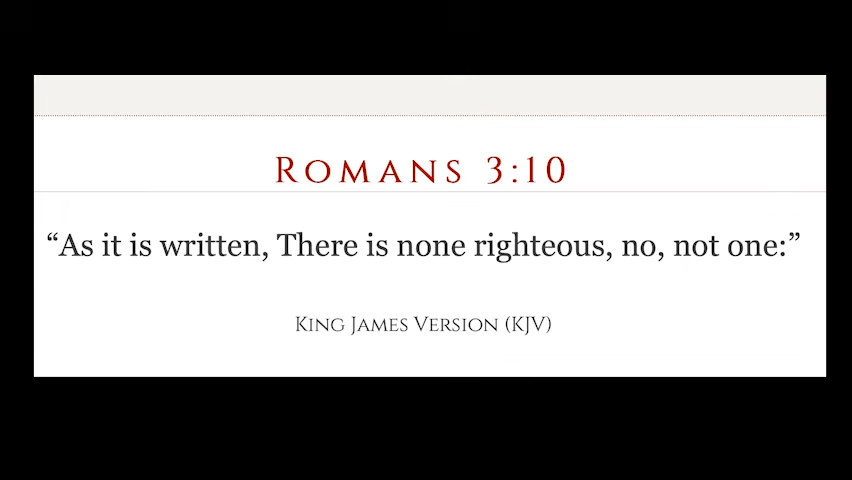 Romans 3:10
“As it is written, There is none righteous, no, not one:”
King James Version (KJV)